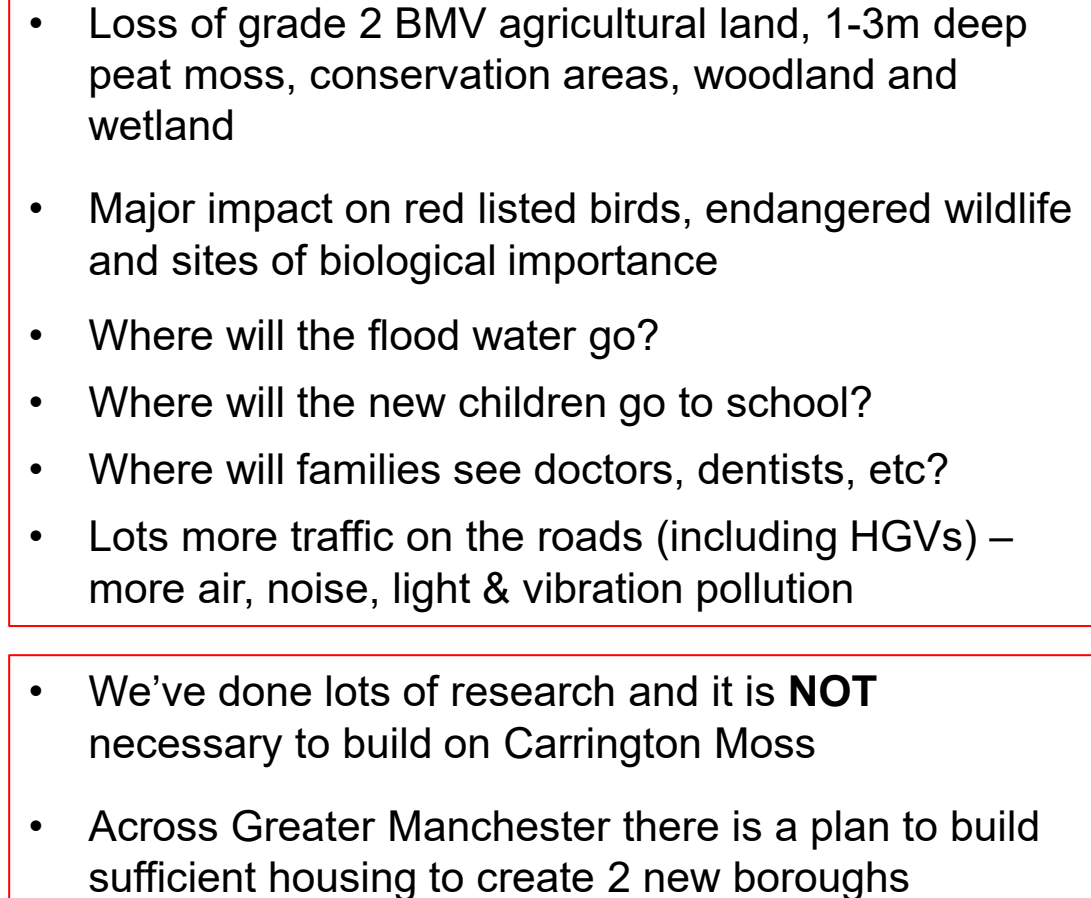 • Loss of grade 2 BMV agricultural land, 1-3m deep
peat moss, conservation areas, woodland and
wetland
• Major impact on red listed birds, endangered wildlife
and sites of biological importance
• Where will the flood water go?
• Where will the new children go to school?
• Where will families see doctors, dentists, etc?
• Lots more traffic on the roads (including HGVs) –
more air, noise, light & vibration pollution
• We’ve done lots of research and it is NOT
necessary to build on Carrington Moss
• Across Greater Manchester there is a plan to build
sufficient housing to create 2 new boroughs